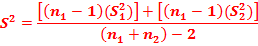 S² = [(n₁ − 1)(S₁²)] + [(n₁ − 1)(S₂²)] / (n₁ + n₂) − 2